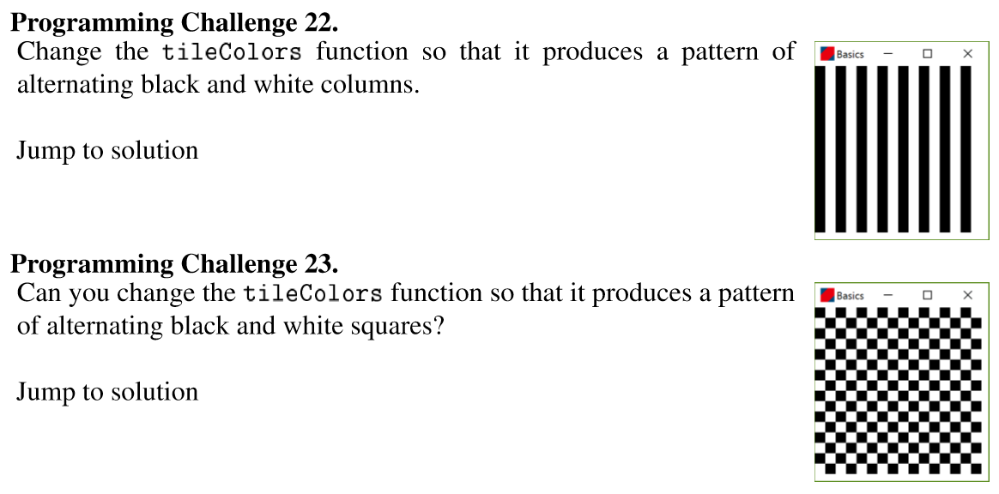 Programming Challenge 22.
Change the tileColors function so that it produces a pattern of
alternating black and white columns.
Jump to solution
Basics
Programming Challenge 23.
Can you change the tileColors function so that it produces a pattern
of alternating black and white squares?
Jump to solution
Basics